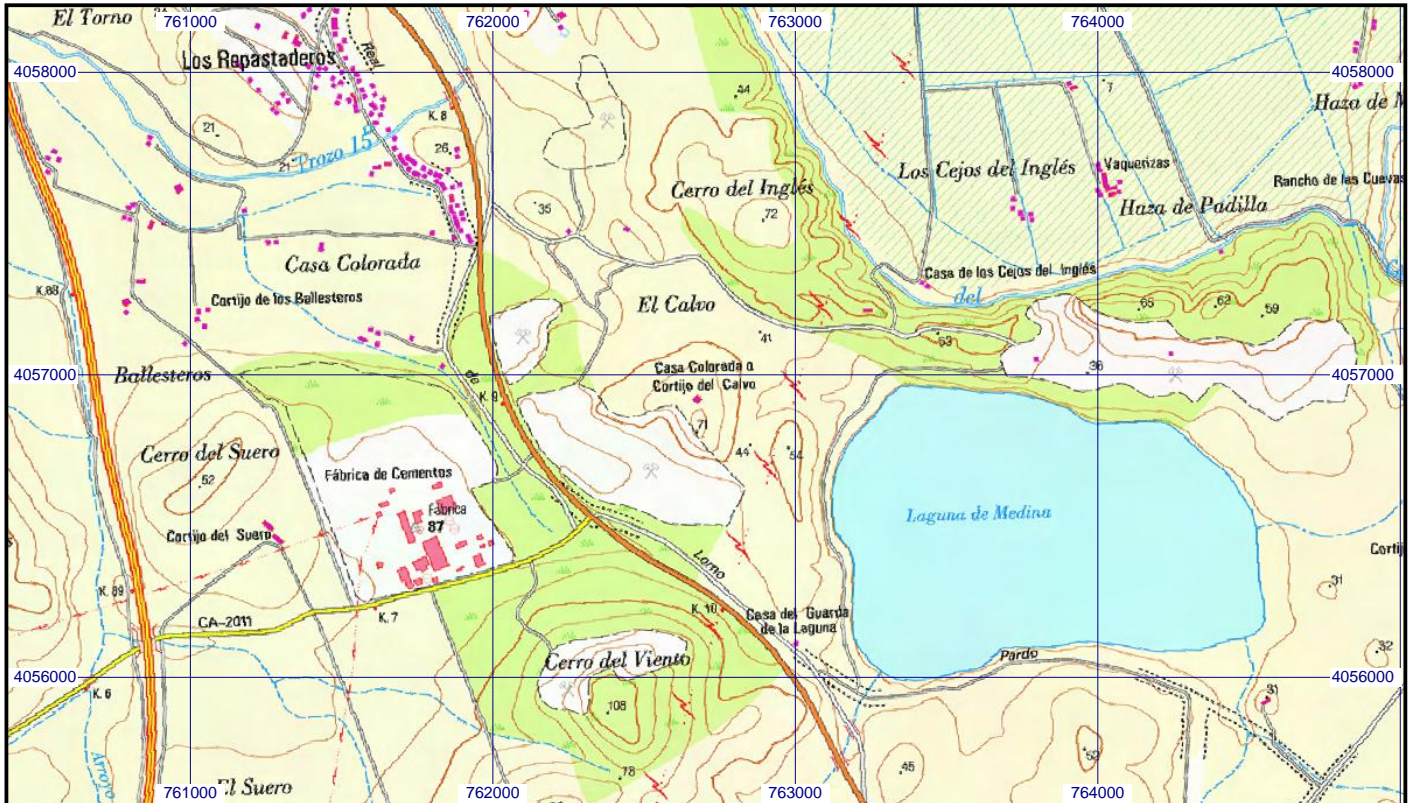 761000
762000
763000
764000
El Torno
Real
Los Repastaderos
4058000
4058000
44
7
K. 8
Haza de M
21
Trozo 15
26
21
Los Cejos del Inglés
Vaquerizas
Cerro del Inglés
Rancho de las Cuevas
35
72
Haza de Padilla
Casa Colorada
Casa de los Cejos del Inglés
K. 88
Cortijo de los Ballesteros
El Calvo
del
65
62
59
41
53
Ballesteros
4057000
de
Casa Colorada o
Cortijo del Calvo
36
4057000
K. 9
71
Cerro del Suero
44
54
52
Fábrica de Cementos
Fábrica
87
Laguna de Medina
Cortijo del Suero
Cortij
Lomo
31
K. 89
K. 7
K. 10
Casa del Guarda
de la Laguna
CA-2011
32
Cerro del Viento
Pardo
4056000
4056000
K. 6
31
108
Arroyo
52
45
78
El Suero
761000
762000
763000
764000